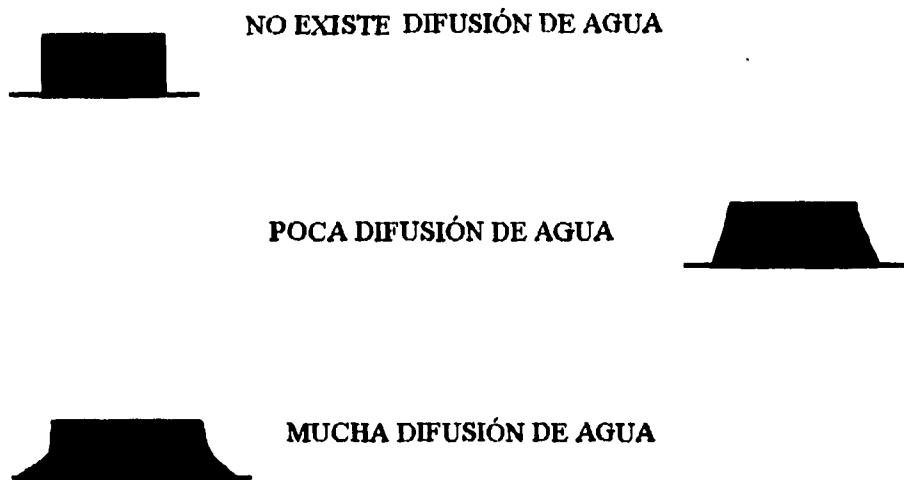 NO EXISTE DIFUSIÓN DE AGUA
POCA DIFUSIÓN DE AGUA
MUCHA DIFUSIÓN DE AGUA